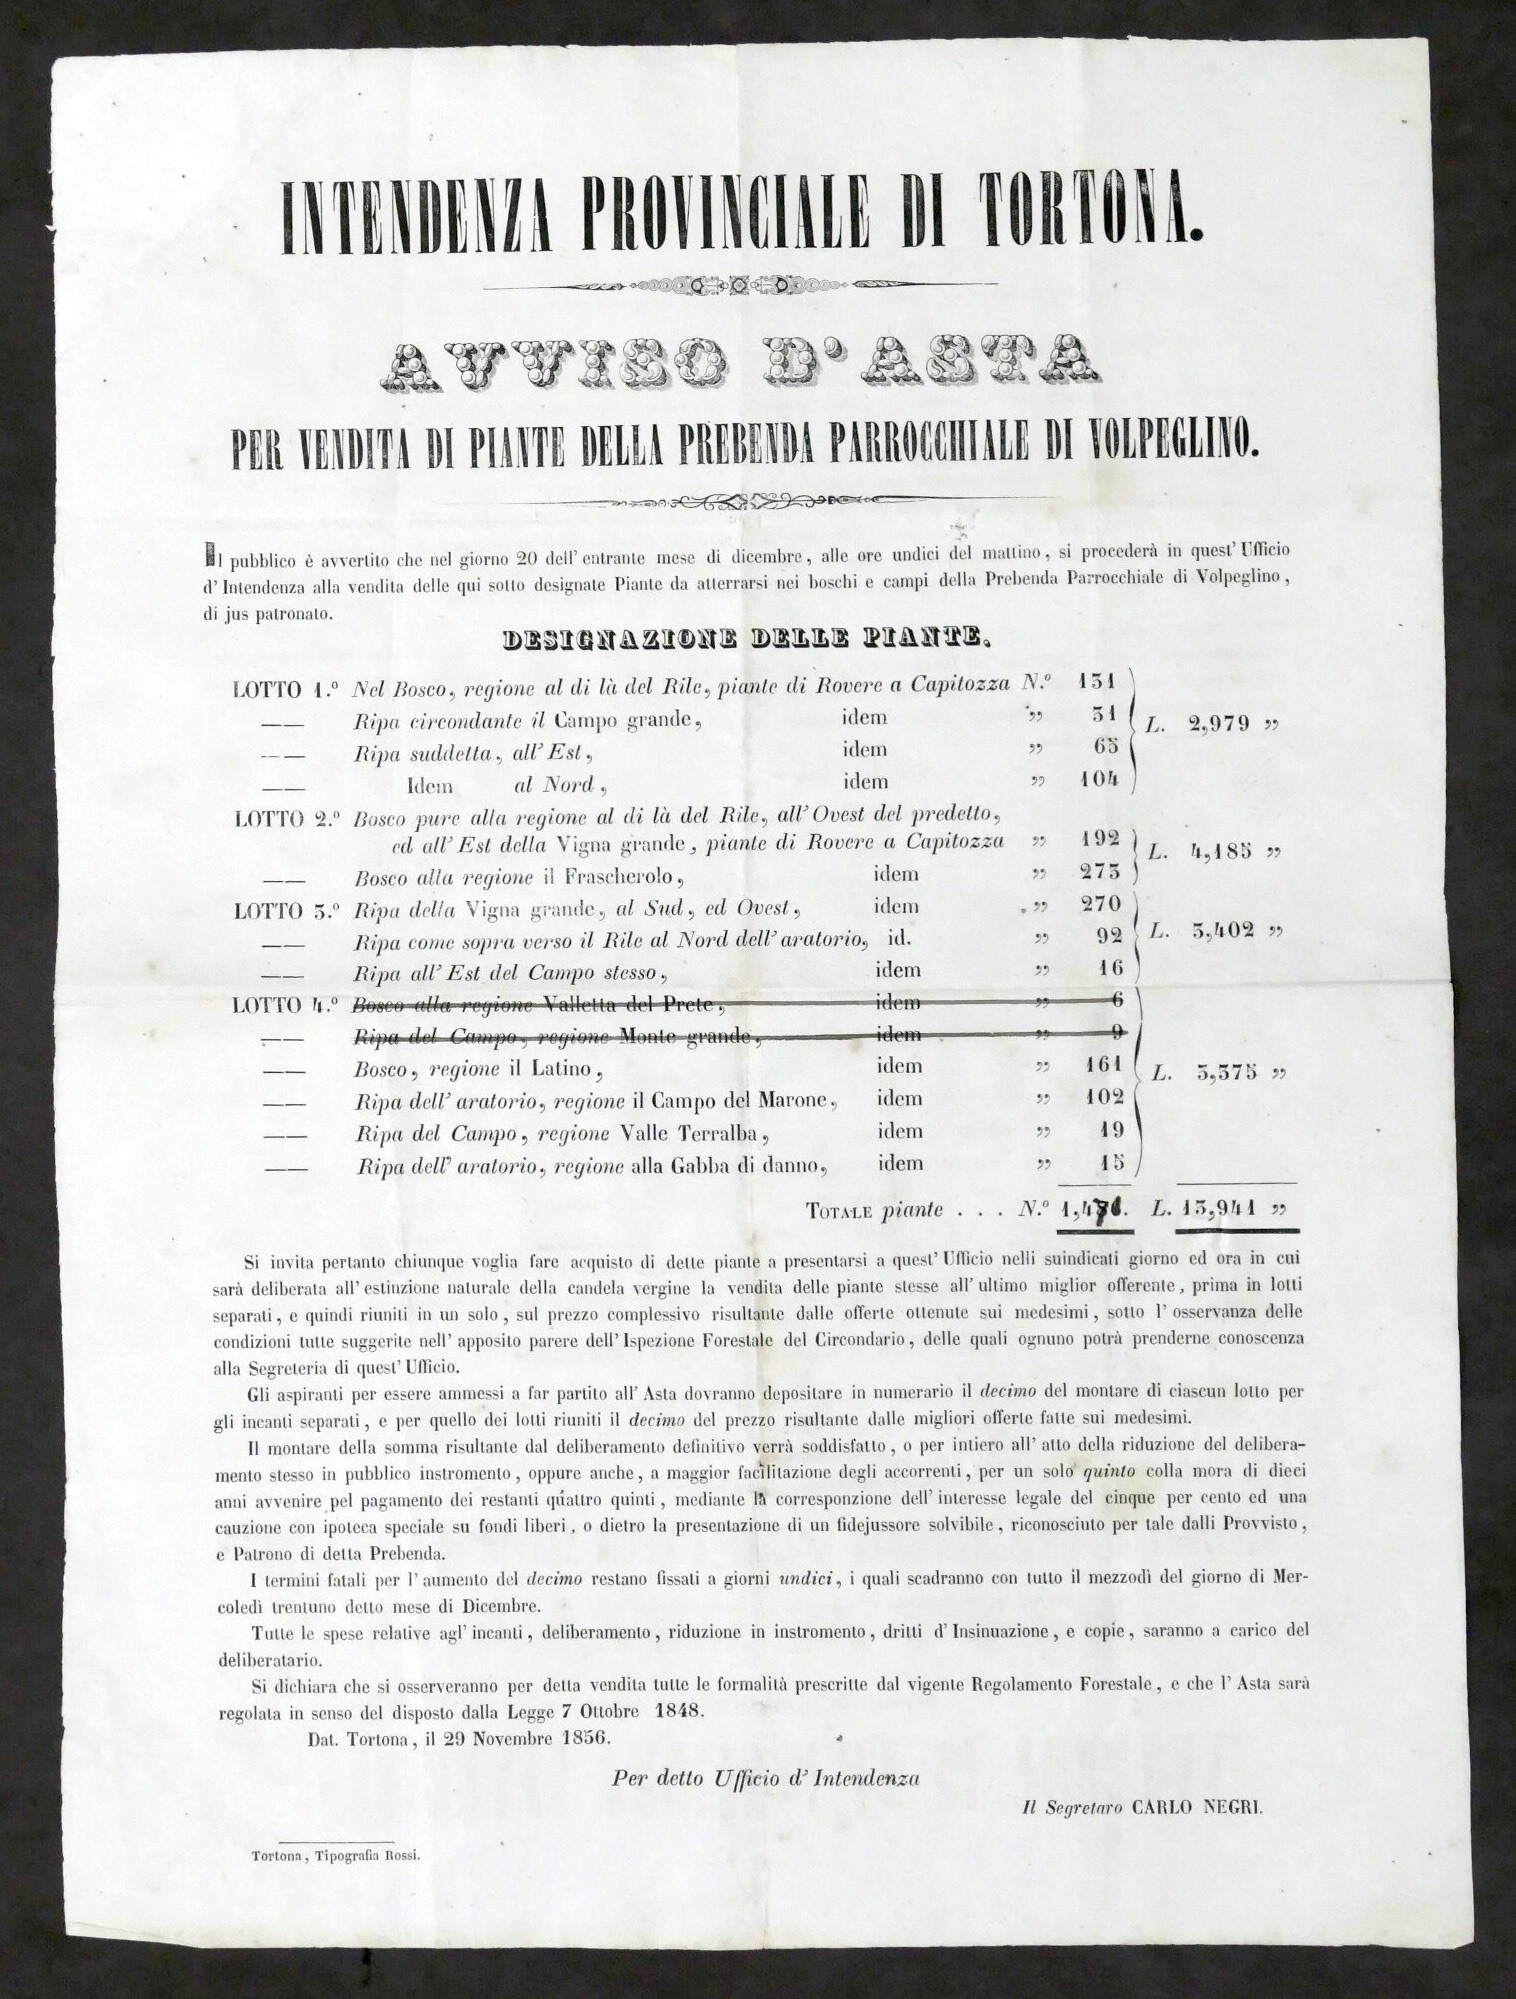 INTENDENZA PROVINCIALE DI TORTONA.
AVVISO D'ASTA
PER VENDITA DI PIANTE DELLA PREBENDA PARROCCHIALE DI VOLPEGLINO.
Il pubblico è avvertito che nel giorno 20 dell'entrante mese di dicembre, alle ore undici del mattino, si procederà in quest'Ufficio
d'Intendenza alla vendita delle qui sotto designate Piante da atterrarsi nei boschi e campi della Prebenda Parrocchiale di Volpeglino,
di jus patronato.
DESIGNAZIONE DELLE PIANTE.
LOTTO 1.º Nel Bosco, regione al di là del Rile, piante di Rovere a Capitozza N.º 131
—— Ripa circondante il Campo grande, idem " 31 L. 2,979 "
—— Ripa suddetta, all'Est, idem " 65
—— Idem al Nord, idem " 104
LOTTO 2.º Bosco pure alla regione al di là del Rile, all'Ovest del predetto,
ed all'Est della Vigna grande, piante di Rovere a Capitozza " 192 L. 4,185 "
—— Bosco alla regione il Frascherolo, idem " 273
LOTTO 3.º Ripa della Vigna grande, al Sud, ed Ovest, idem " 270
—— Ripa come sopra verso il Rile al Nord dell'aratorio, id. " 92 L. 3,402 "
—— Ripa all'Est del Campo stesso, idem " 16
LOTTO 4.º Bosco alla regione Valletta del Prete, idem " 6
—— Ripa del Campo, regione Monte grande, idem " 9
—— Bosco, regione il Latino, idem " 161 L. 3,375 "
—— Ripa dell'aratorio, regione il Campo del Marone, idem " 102
—— Ripa del Campo, regione Valle Terralba, idem " 19
—— Ripa dell'aratorio, regione alla Gabba di danno, idem " 15
TOTALE piante . . . N.º 1,471. L. 13,941 "
Si invita pertanto chiunque voglia fare acquisto di dette piante a presentarsi a quest'Ufficio nelli suindicati giorno ed ora in cui
sarà deliberata all'estinzione naturale della candela vergine la vendita delle piante stesse all'ultimo miglior offerente, prima in lotti
separati, e quindi riuniti in un solo, sul prezzo complessivo risultante dalle offerte ottenute sui medesimi, sotto l'osservanza delle
condizioni tutte suggerite nell'apposito parere dell'Ispezione Forestale del Circondario, delle quali ognuno potrà prenderne conoscenza
alla Segreteria di quest'Ufficio.
Gli aspiranti per essere ammessi a far partito all'Asta dovranno depositare in numerario il decimo del montare di ciascun lotto per
gli incanti separati, e per quello dei lotti riuniti il decimo del prezzo risultante dalle migliori offerte fatte sui medesimi.
Il montare della somma risultante dal deliberamento definitivo verrà soddisfatto, o per intiero all'atto della riduzione del delibera-
mento stesso in pubblico instromento, oppure anche, a maggior facilitazione degli accorrenti, per un solo quinto colla mora di dieci
anni avvenire pel pagamento dei restanti quattro quinti, mediante la corresponzione dell'interesse legale del cinque per cento ed una
cauzione con ipoteca speciale su fondi liberi, o dietro la presentazione di un fidejussore solvibile, riconosciuto per tale dalli Provvisto,
e Patrono di detta Prebenda.
I termini fatali per l'aumento del decimo restano fissati a giorni undici, i quali scadranno con tutto il mezzodì del giorno di Mer-
coledì trentuno detto mese di Dicembre.
Tutte le spese relative agl'incanti, deliberamento, riduzione in instromento, dritti d'Insinuazione, e copie, saranno a carico del
deliberatario.
Si dichiara che si osserveranno per detta vendita tutte le formalità prescritte dal vigente Regolamento Forestale, e che l'Asta sarà
regolata in senso del disposto dalla Legge 7 Ottobre 1848.
Dat. Tortona, il 29 Novembre 1856.
Per detto Ufficio d'Intendenza
Il Segretaro CARLO NEGRI.
Tortona, Tipografia Rossi.